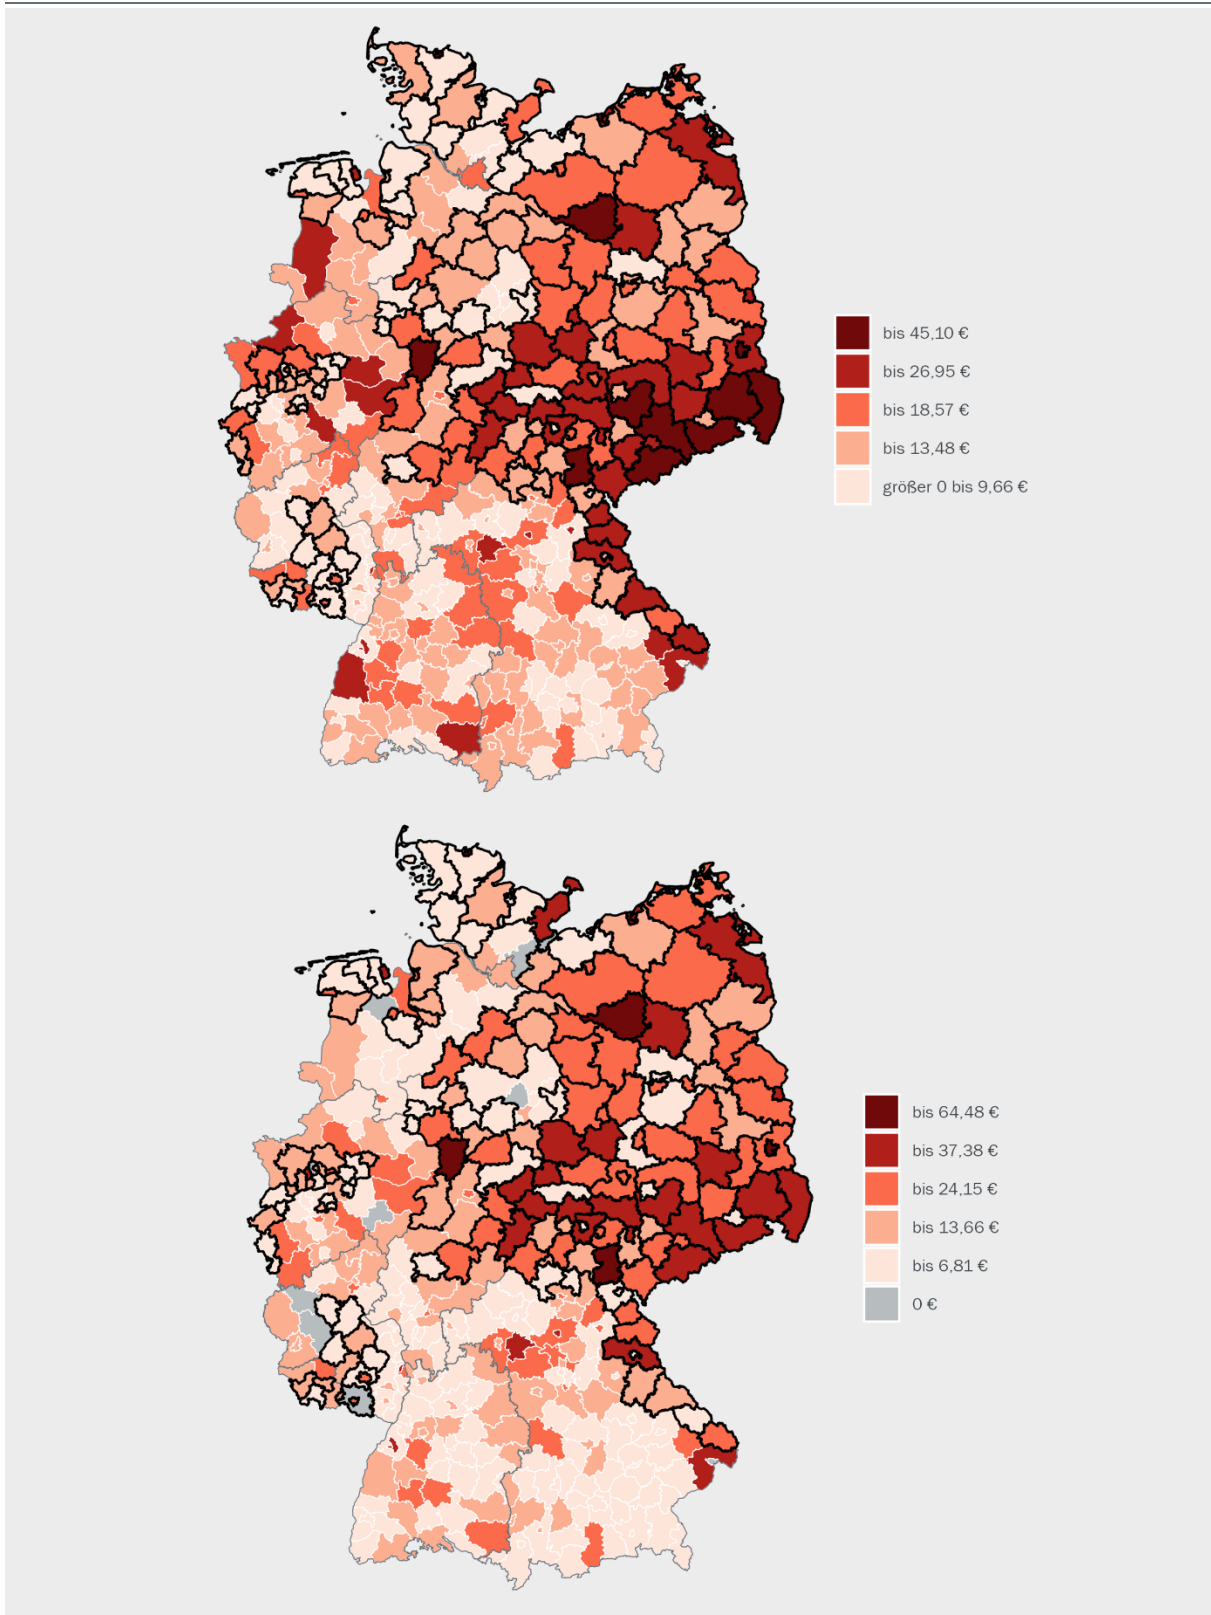 bis 45,10 €
bis 26,95 €
bis 18,57 €
bis 13,48 €
größer 0 bis 9,66 €
bis 64,48 €
bis 37,38 €
bis 24,15 €
bis 13,66 €
bis 6,81 €
0 €